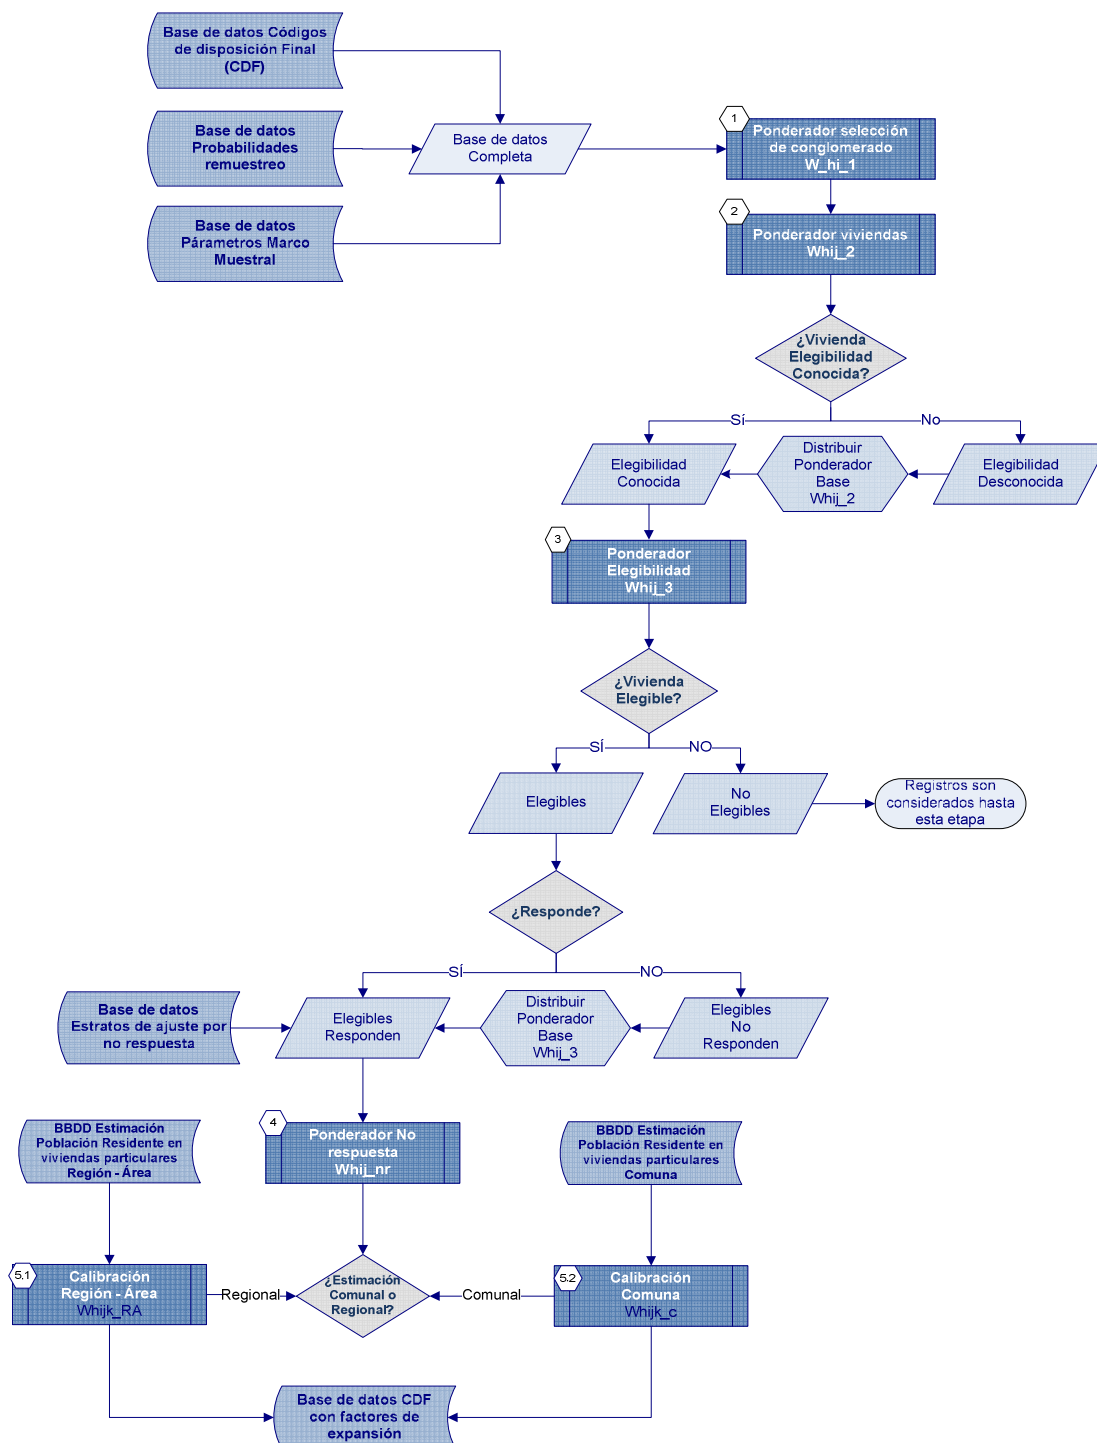 Base de datos Códigos
de disposición Final
(CDF)
Base de datos
Probabilidades
remuestreo
Base de datos
Párametros Marco
Muestral
Base de datos
Completa
1
Ponderador selección
de conglomerado
W_hi_1
2
Ponderador viviendas
Whij_2
¿Vivienda
Elegibilidad
Conocida?
Sí
No
Elegibilidad
Conocida
Distribuir
Ponderador
Base
Whij_2
Elegibilidad
Desconocida
3
Ponderador
Elegibilidad
Whij_3
¿Vivienda
Elegible?
SÍ
NO
Elegibles
No
Elegibles
Registros son
considerados hasta
esta etapa
¿Responde?
SÍ
NO
Base de datos
Estratos de ajuste por
no respuesta
Elegibles
Responden
Distribuir
Ponderador
Base
Whij_3
Elegibles
No
Responden
BBDD Estimación
Población Residente en
viviendas particulares
Región - Área
4
Ponderador No
respuesta
Whij_nr
BBDD Estimación
Población Residente en
viviendas particulares
Comuna
5.1
Calibración
Región - Área
Whijk_RA
Regional
¿Estimación
Comunal o
Regional?
Comunal
5.2
Calibración
Comuna
Whijk_c
Base de datos CDF
con factores de
expansión